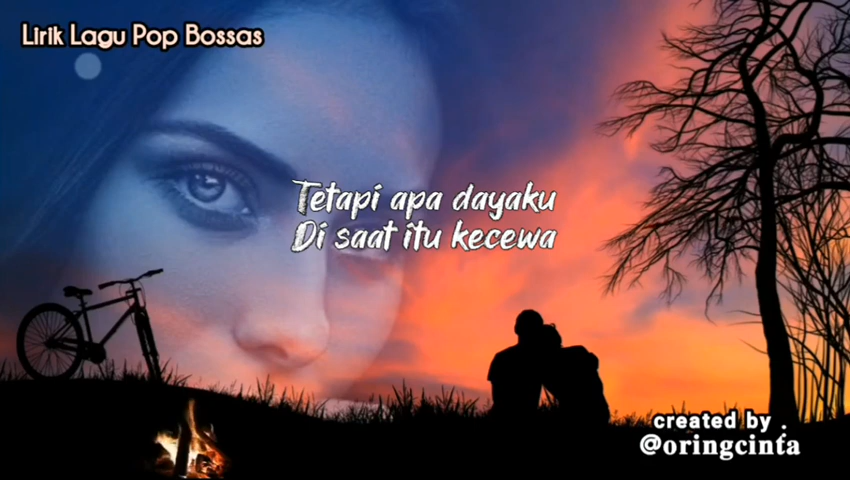 Lirik Lagu Pop Bossas
Tetapi apa dayaku
Di saat itu kecewa
created by .
@oringcinta